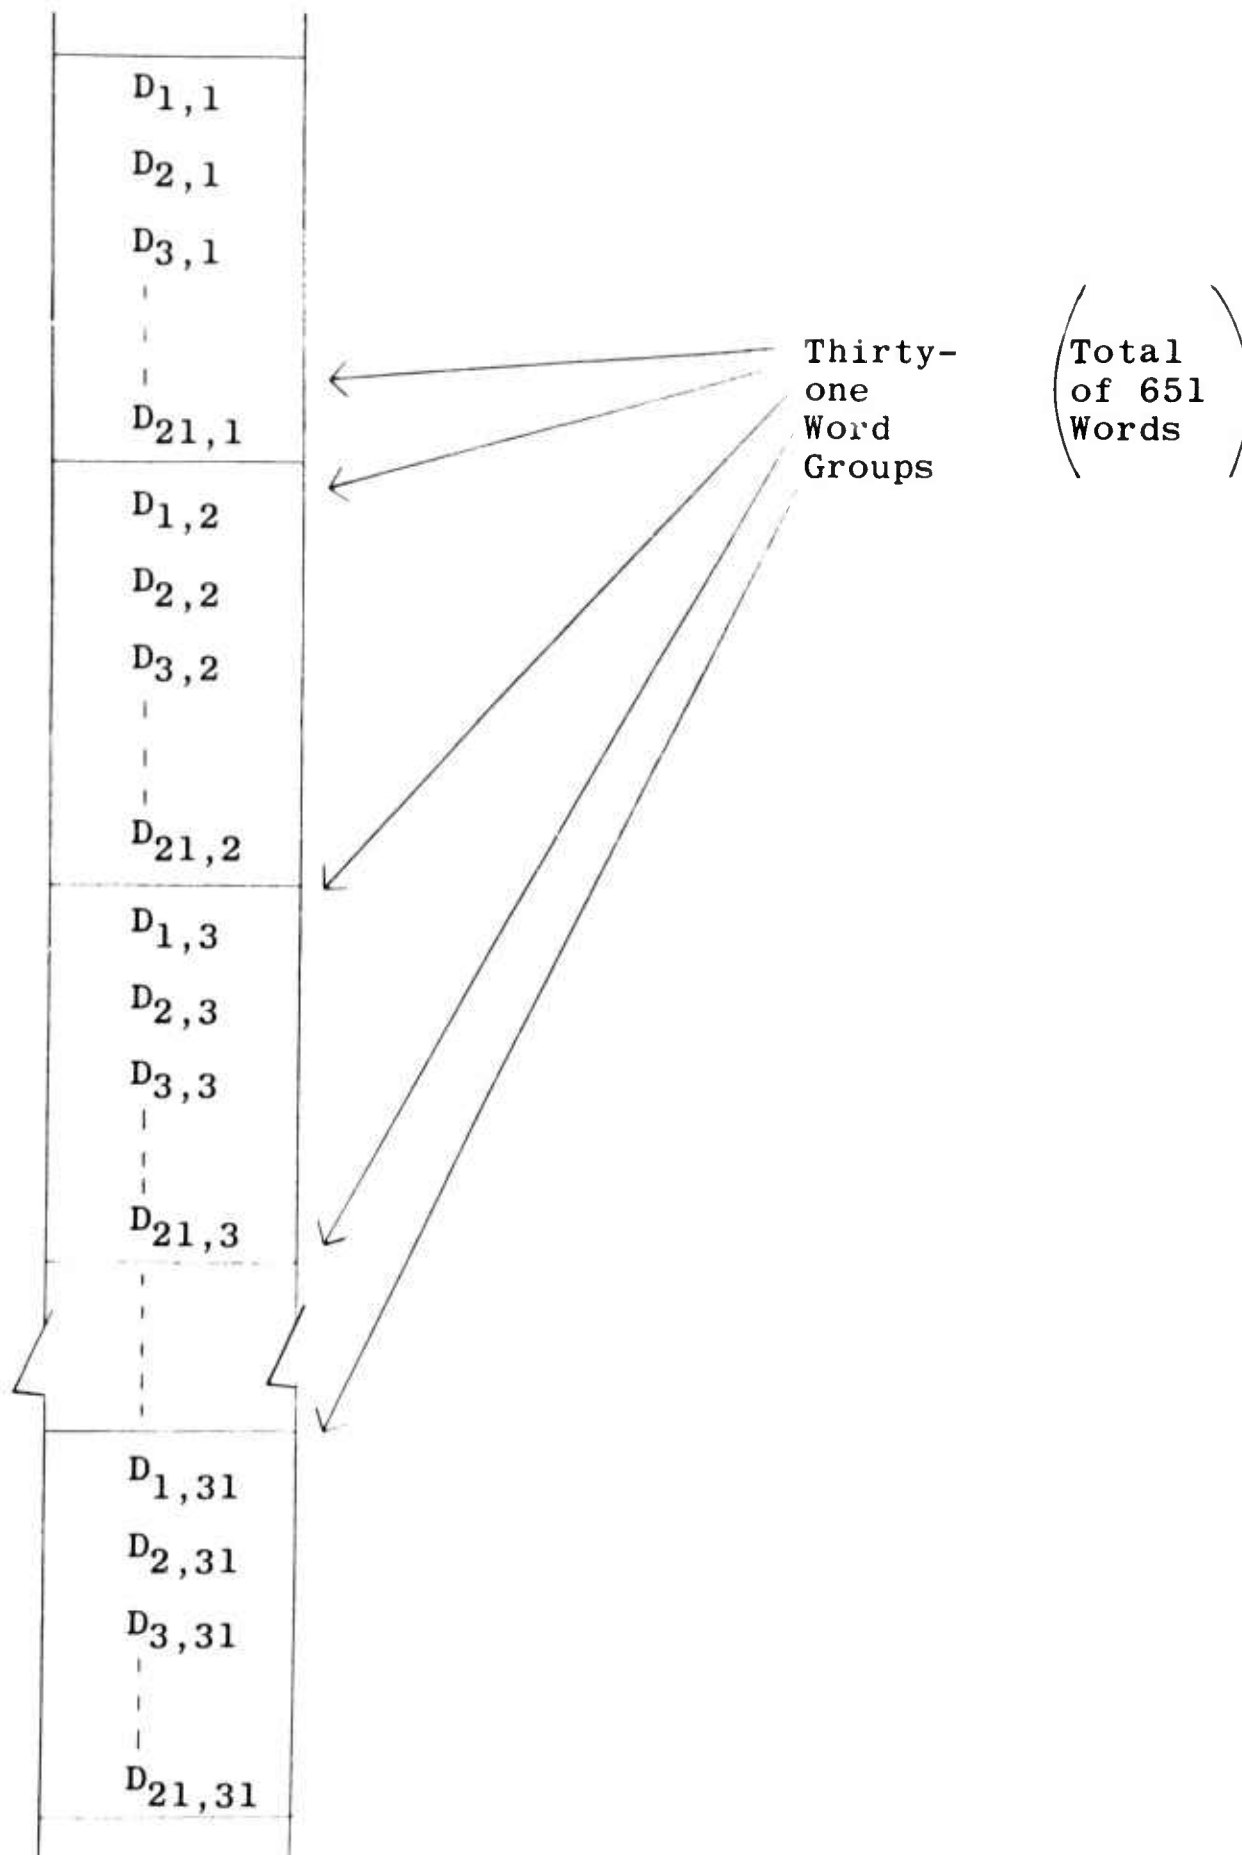 D1,1
D2,1
D3,1
D21,1
D1,2
D2,2
D3,2
D21,2
D1,3
D2,3
D3,3
D21,3
D1,31
D2,31
D3,31
D21,31
Thirty-
one
Word
Groups
(Total
of 651
Words)